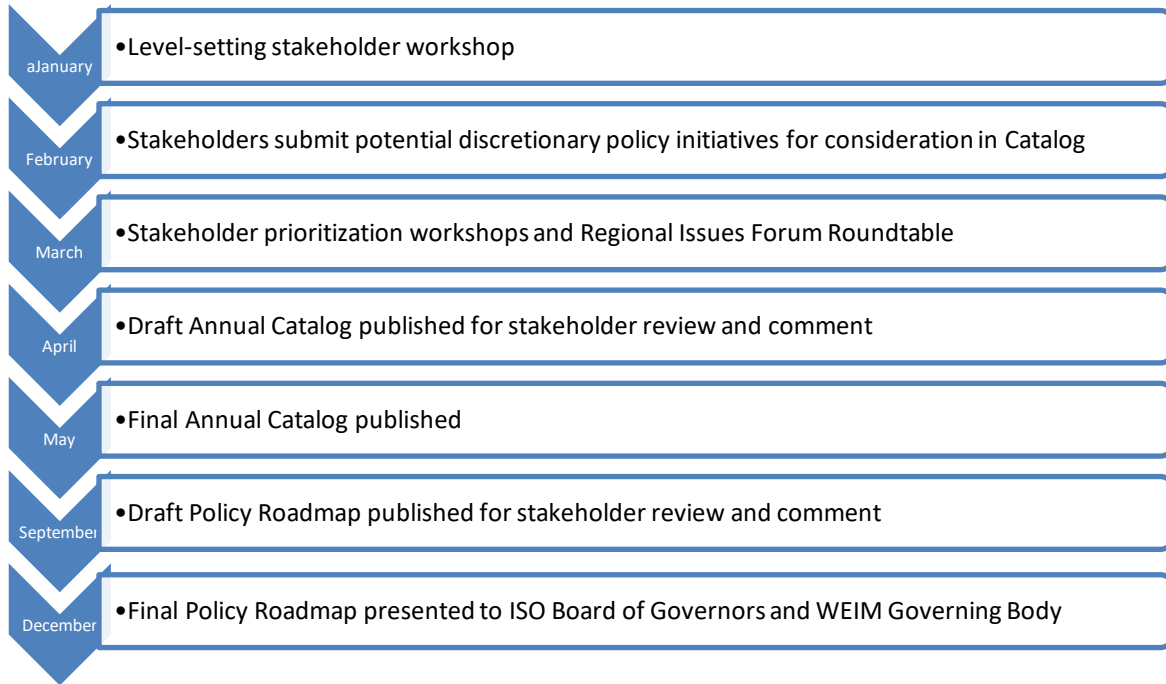 aJanuary
•Level-setting stakeholder workshop
February
•Stakeholders submit potential discretionary policy initiatives for consideration in Catalog
March
•Stakeholder prioritization workshops and Regional Issues Forum Roundtable
April
•Draft Annual Catalog published for stakeholder review and comment
May
•Final Annual Catalog published
September
•Draft Policy Roadmap published for stakeholder review and comment
December
•Final Policy Roadmap presented to ISO Board of Governors and WEIM Governing Body